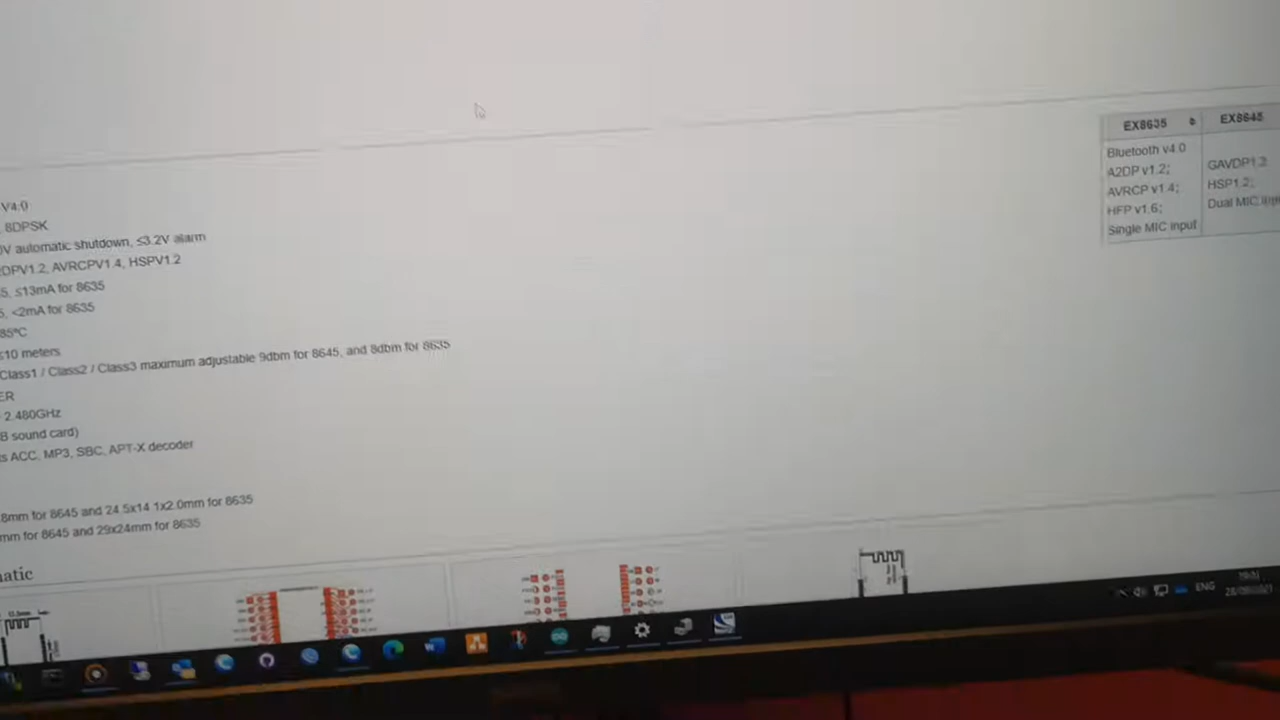 V4.0
, 8DPSK
0V automatic shutdown, ≤3.2V alarm
2DPV1.2, AVRCPV1.4, HSPV1.2
5, ≤13mA for 8635
5, <2mA for 8635
85ºC
≤10 meters
Class1 / Class2 / Class3 maximum adjustable 9dbm for 8645, and 8dbm for 8635
ER
2.480GHz
B sound card)
s ACC, MP3, SBC, APT-X decoder
8mm for 8645 and 24.5x14.1x2.0mm for 8635
mm for 8645 and 29x24mm for 8635
matic
EX8635
Bluetooth v4.0
A2DP v1.2;
AVRCP v1.4;
HFP v1.6;
Single MIC input
EX8645
GAVDP1.2
HSP1.2;
Dual MIC
ENG